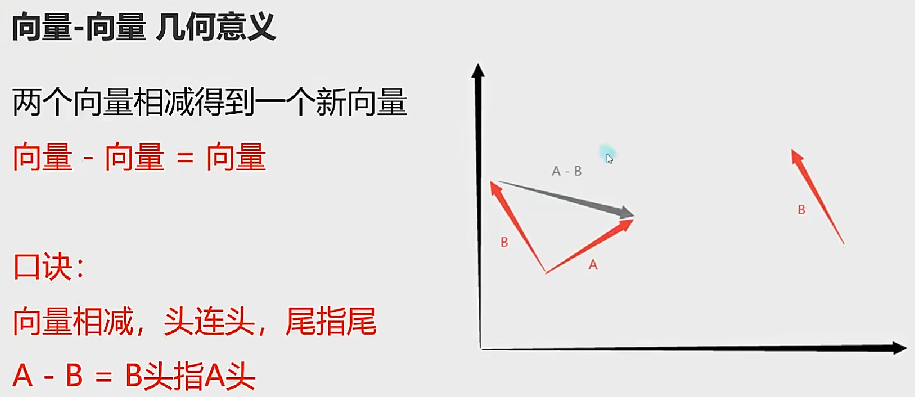 向量-向量 几何意义
两个向量相减得到一个新向量
向量 - 向量 = 向量
口诀：
向量相减，头连头，尾指尾
A - B = B头指A头
A - B
B
A
B